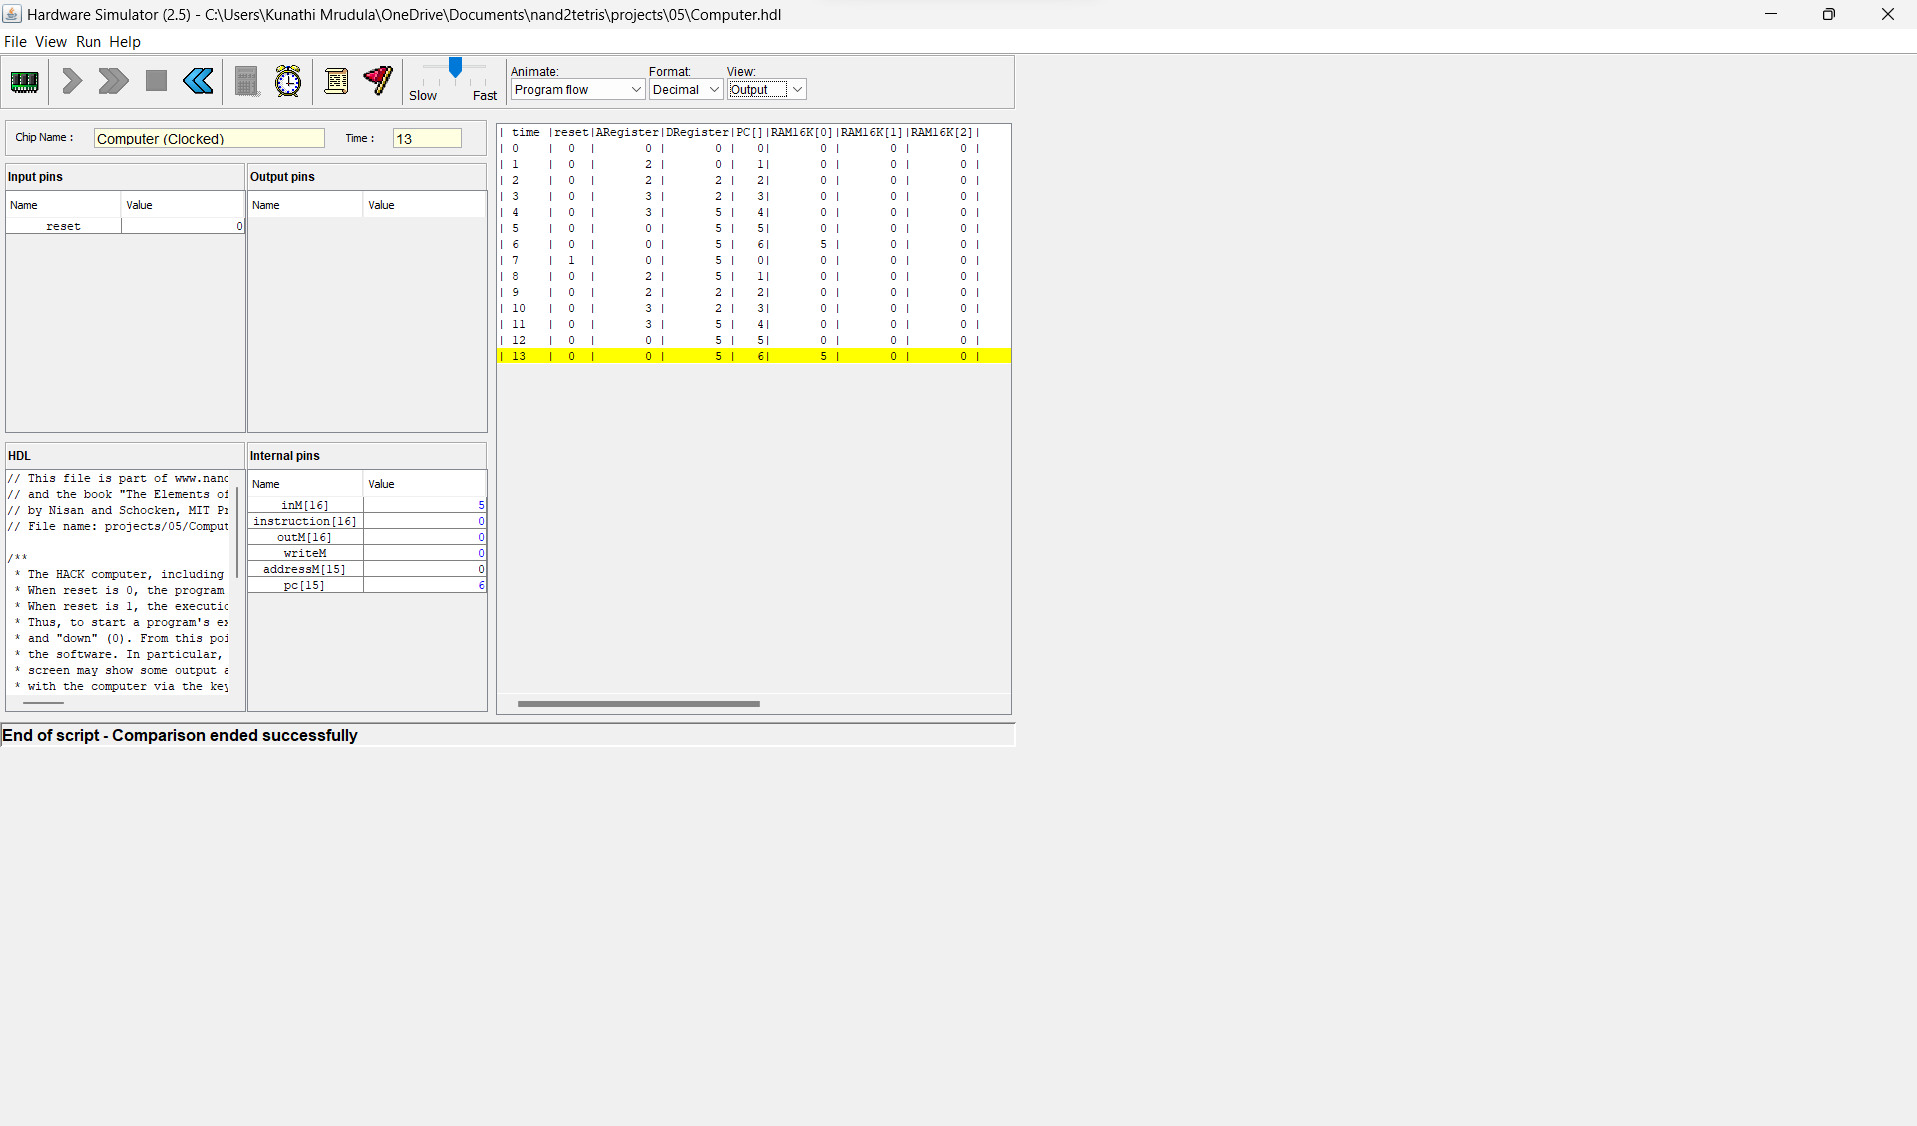 Hardware Simulator (2.5) - C:\Users\Kunathi Mrudula\OneDrive\Documents\nand2tetris\projects\05\Computer.hdl
File View Run Help
Slow Fast
Animate: Format: View:
Program flow Decimal Output
Chip Name : Computer (Clocked) Time : 13
Input pins
Name Value
reset 0
Output pins
Name Value
HDL
// This file is part of www.nand
// and the book "The Elements of
// by Nisan and Schocken, MIT Pr
// File name: projects/05/Comput
/**
* The HACK computer, including
* When reset is 0, the program
* When reset is 1, the executio
* Thus, to start a program's ex
* and "down" (0). From this poi
* the software. In particular,
* screen may show some output a
* with the computer via the key
Internal pins
Name Value
inM[16] 5
instruction[16] 0
outM[16] 0
writeM 0
addressM[15] 0
pc[15] 6
| time |reset|ARegister|DRegister|PC[]|RAM16K[0]|RAM16K[1]|RAM16K[2]|
| 0 | 0 | 0 | 0 | 0| 0 | 0 | 0 |
| 1 | 0 | 2 | 0 | 1| 0 | 0 | 0 |
| 2 | 0 | 2 | 2 | 2| 0 | 0 | 0 |
| 3 | 0 | 3 | 2 | 3| 0 | 0 | 0 |
| 4 | 0 | 3 | 5 | 4| 0 | 0 | 0 |
| 5 | 0 | 0 | 5 | 5| 0 | 0 | 0 |
| 6 | 0 | 0 | 5 | 6| 5 | 0 | 0 |
| 7 | 1 | 0 | 5 | 0| 0 | 0 | 0 |
| 8 | 0 | 2 | 5 | 1| 0 | 0 | 0 |
| 9 | 0 | 2 | 2 | 2| 0 | 0 | 0 |
| 10 | 0 | 3 | 2 | 3| 0 | 0 | 0 |
| 11 | 0 | 3 | 5 | 4| 0 | 0 | 0 |
| 12 | 0 | 0 | 5 | 5| 0 | 0 | 0 |
| 13 | 0 | 0 | 5 | 6| 5 | 0 | 0 |
End of script - Comparison ended successfully